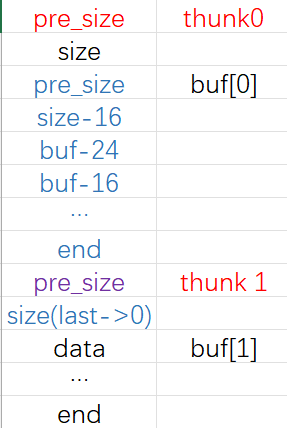 pre_size thunk0
size
pre_size buf[0]
size-16
buf-24
buf-16
...
end
pre_size thunk 1
size(last->0)
data buf[1]
...
end